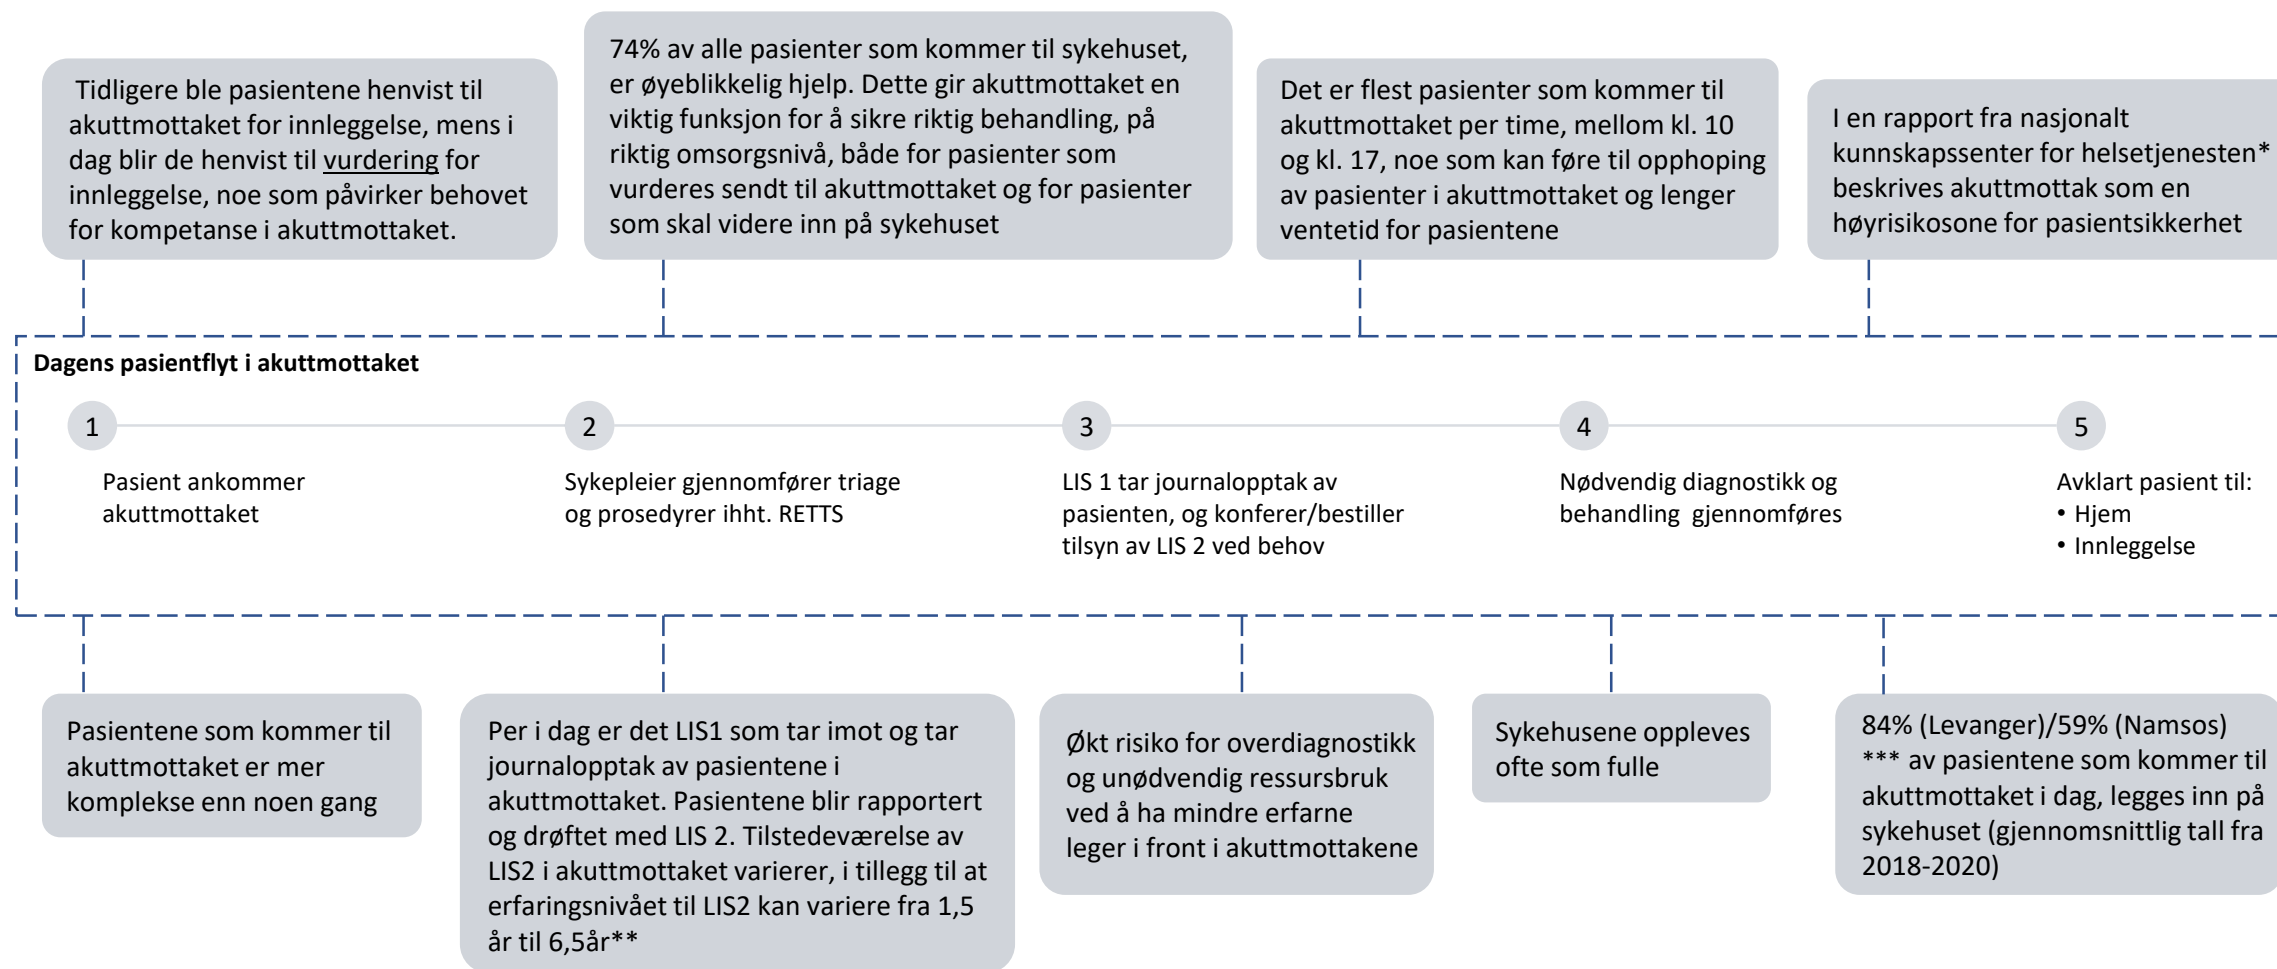 Tidligere ble pasientene henvist til
akuttmottaket for innleggelse, mens i
dag blir de henvist til vurdering for
innleggelse, noe som påvirker behovet
for kompetanse i akuttmottaket.
74% av alle pasienter som kommer til sykehuset,
er øyeblikkelig hjelp. Dette gir akuttmottaket en
viktig funksjon for å sikre riktig behandling, på
riktig omsorgsnivå, både for pasienter som
vurderes sendt til akuttmottaket og for pasienter
som skal videre inn på sykehuset
Det er flest pasienter som kommer til
akuttmottaket per time, mellom kl. 10
og kl. 17, noe som kan føre til opphoping
av pasienter i akuttmottaket og lenger
ventetid for pasientene
I en rapport fra nasjonalt
kunnskapssenter for helsetjenesten*
beskrives akuttmottak som en
høyrisikosone for pasientsikkerhet
Dagens pasientflyt i akuttmottaket
1
Pasient ankommer
akuttmottaket
2
Sykepleier gjennomfører triage
og prosedyrer ihht. RETTS
3
LIS 1 tar journalopptak av
pasienten, og konferer/bestiller
tilsyn av LIS 2 ved behov
4
Nødvendig diagnostikk og
behandling gjennomføres
5
Avklart pasient til:
• Hjem
• Innleggelse
Pasientene som kommer til
akuttmottaket er mer
komplekse enn noen gang
Per i dag er det LIS1 som tar imot og tar
journalopptak av pasientene i
akuttmottaket. Pasientene blir rapportert
og drøftet med LIS 2. Tilstedeværelse av
LIS2 i akuttmottaket varierer, i tillegg til at
erfaringsnivået til LIS2 kan variere fra 1,5
år til 6,5år**
Økt risiko for overdiagnostikk
og unødvendig ressursbruk
ved å ha mindre erfarne
leger i front i akuttmottakene
Sykehusene oppleves
ofte som fulle
84% (Levanger)/59% (Namsos)
*** av pasientene som kommer til
akuttmottaket i dag, legges inn på
sykehuset (gjennomsnittlig tall fra
2018-2020)